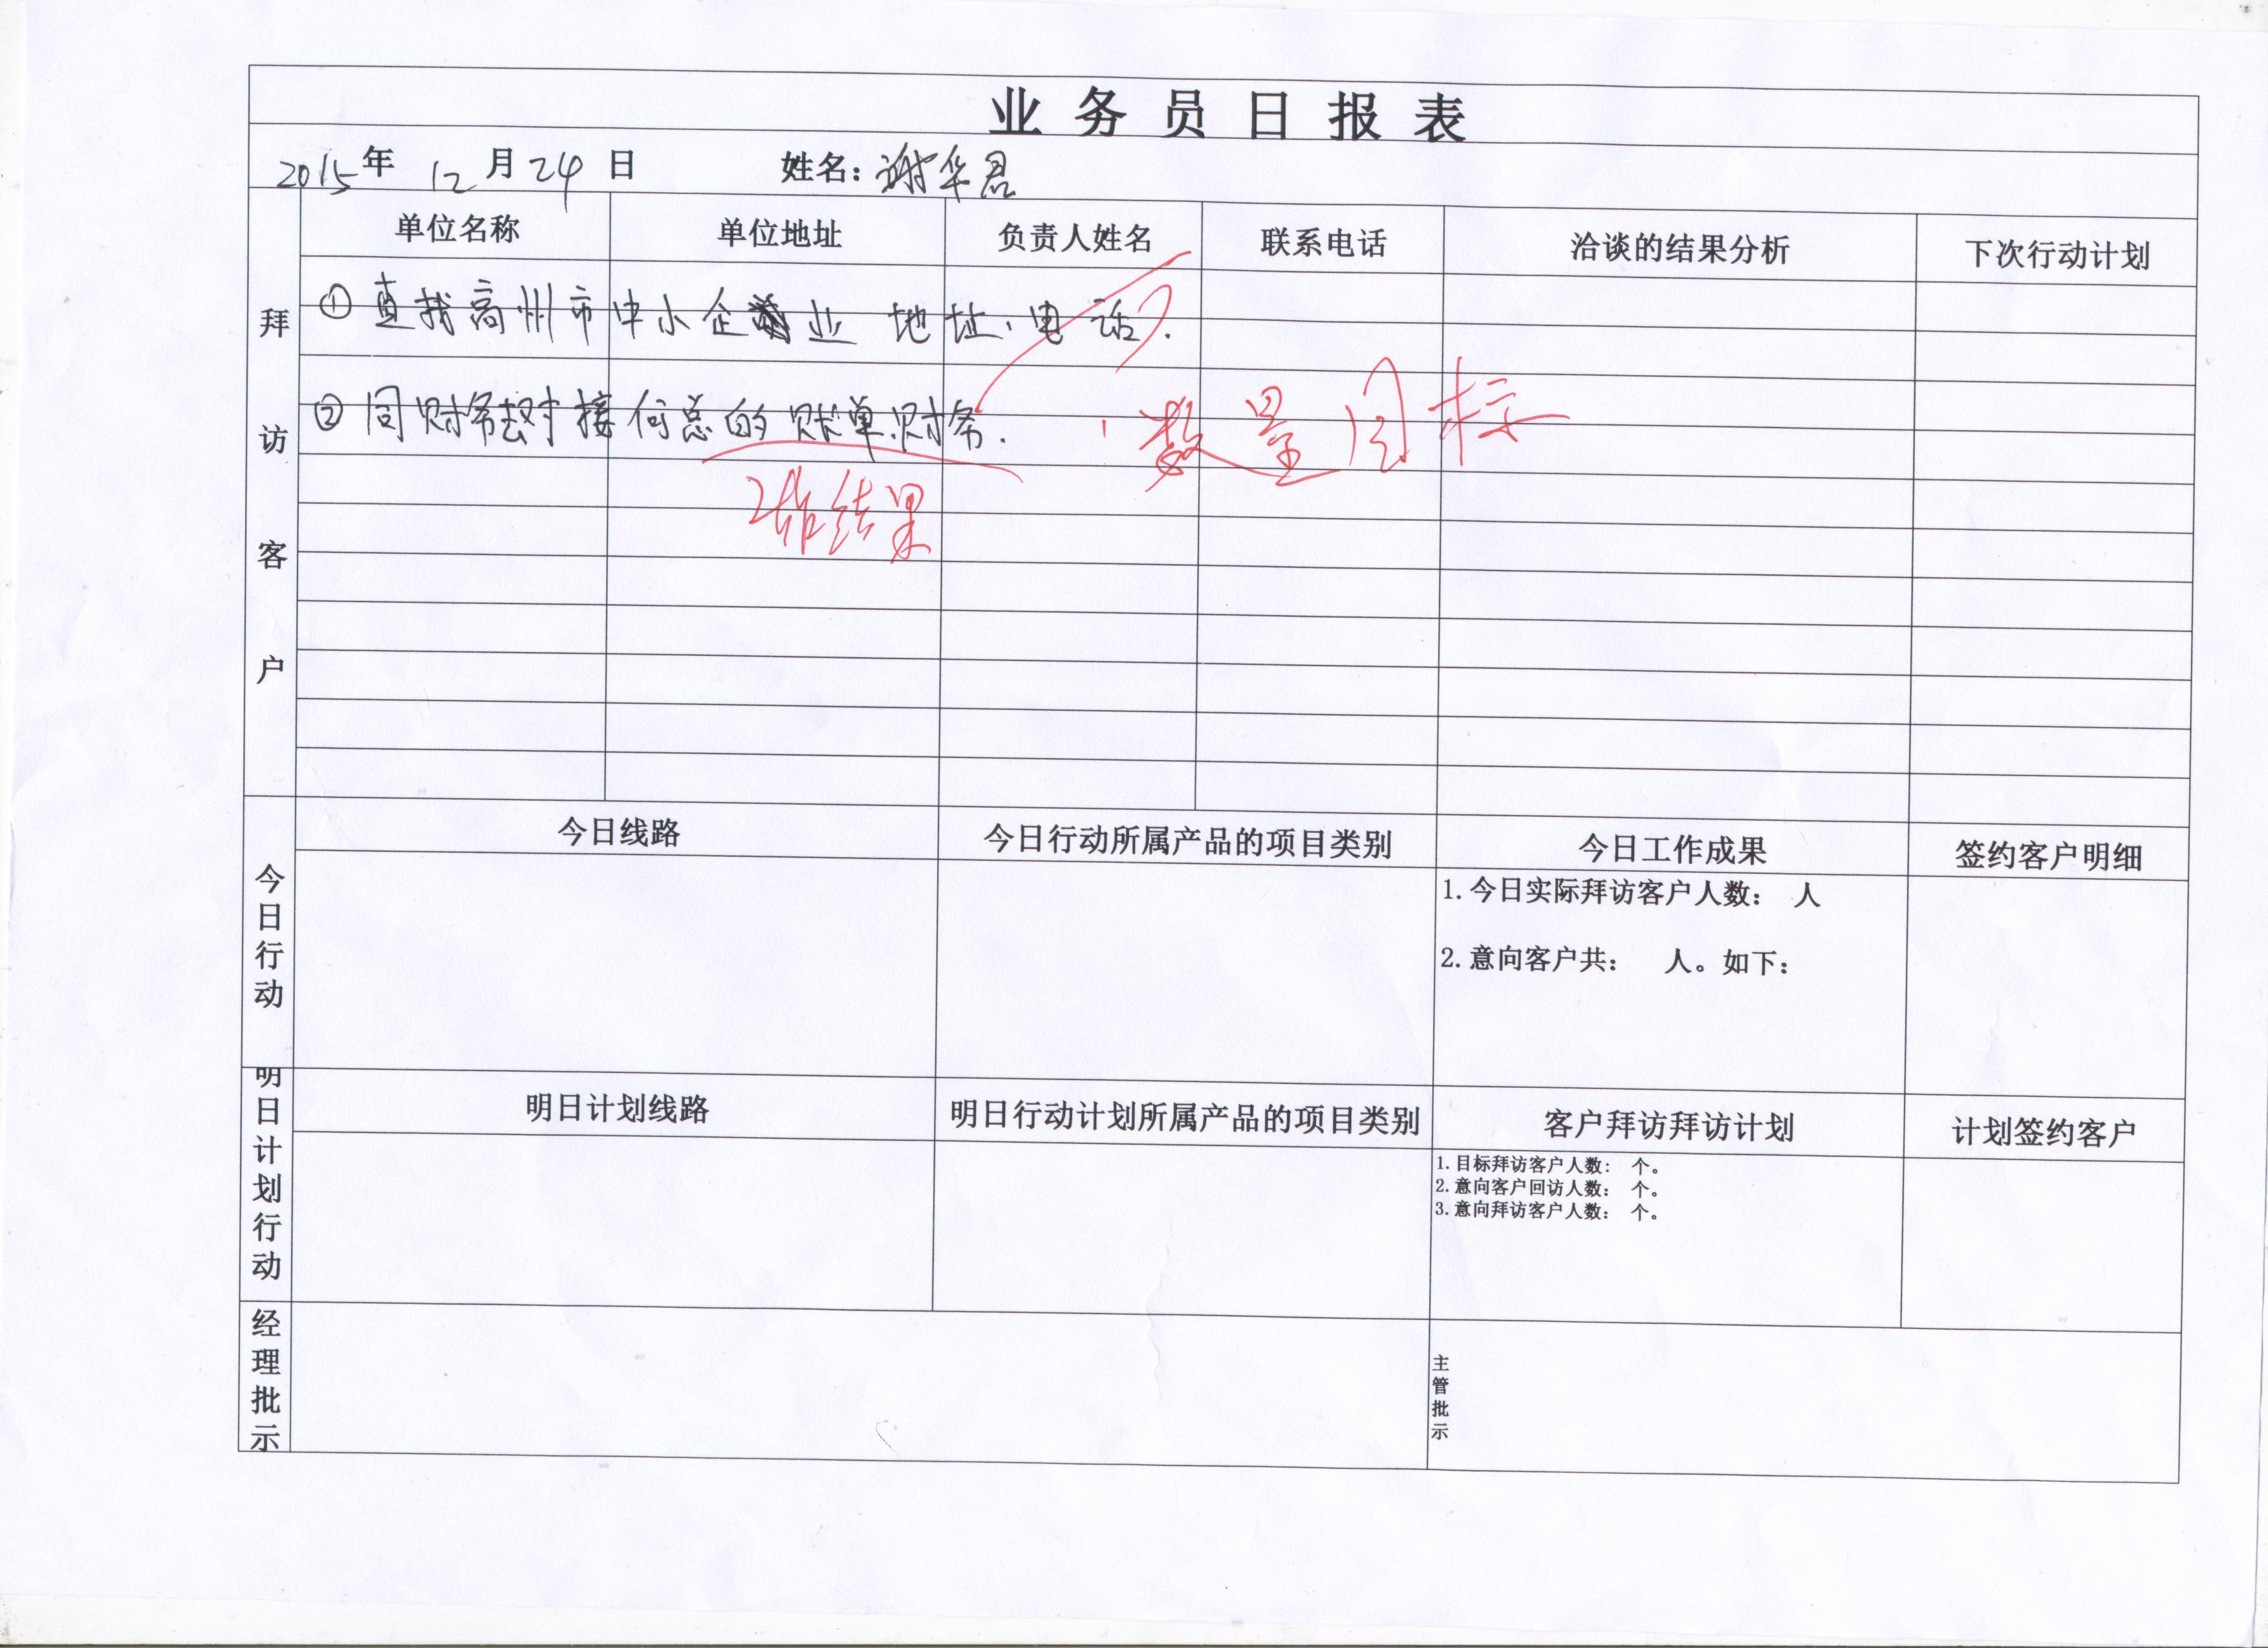 业务员日报表
2015年 12月24日 姓名：谢华君
单位名称 单位地址 负责人姓名 联系电话 洽谈的结果分析 下次行动计划
拜访客户
① 查找高州市中小企业 地址、电话.
② 同财务对接何总的账单财务.
数量目标
工作结果
今日线路 今日行动所属产品的项目类别 今日工作成果 签约客户明细
今日行动
1.今日实际拜访客户人数： 人
2.意向客户共： 人。如下：
明日计划线路 明日行动计划所属产品的项目类别 客户拜访拜访计划 计划签约客户
明日计划行动
1.目标拜访客户人数： 个。
2.意向客户回访人数： 个。
3.意向拜访客户人数： 个。
经理批示
主管批示